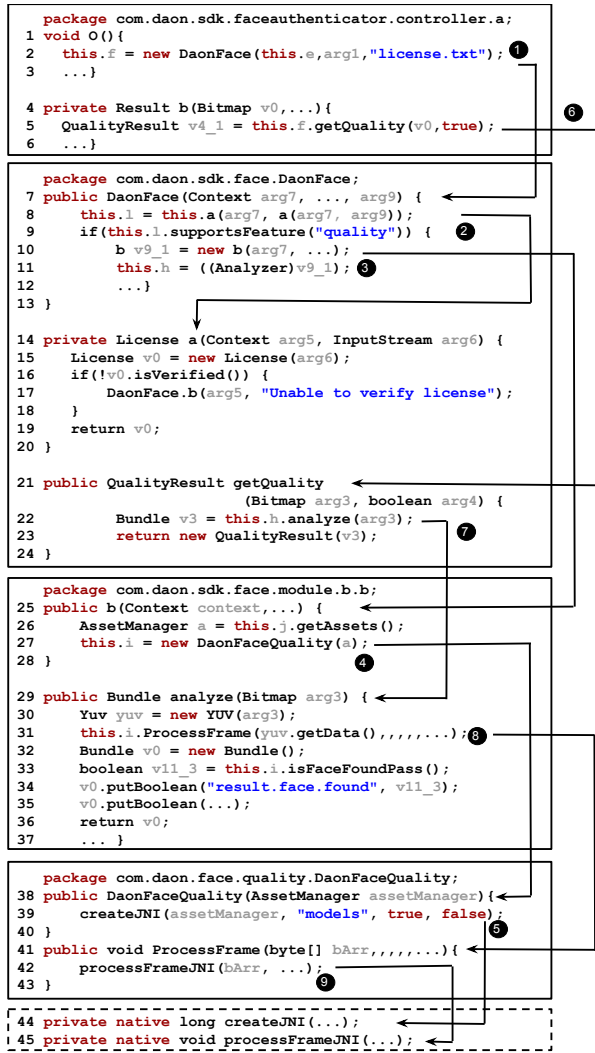 package com.daon.sdk.faceauthenticator.controller.a;
1 void O(){
2 this.f = new DaonFace(this.e,arg1,"license.txt"); 1
3 ...}
4 private Result b(Bitmap v0,...){
6
5 QualityResult v4_1 = this.f.getQuality(v0,true);
6 ...}
package com.daon.sdk.face.DaonFace;
7 public DaonFace(Context arg7, ..., arg9) {
8 this.l = this.a(arg7, a(arg7, arg9));
9 if(this.l.supportsFeature("quality")) { 2
10 b v9_1 = new b(arg7, ...);
11 this.h = ((Analyzer)v9_1); 3
12 ...}
13 }
14 private License a(Context arg5, InputStream arg6) {
15 License v0 = new License(arg6);
16 if(!v0.isVerified()) {
17 DaonFace.b(arg5, "Unable to verify license");
18 }
19 return v0;
20 }
21 public QualityResult getQuality
(Bitmap arg3, boolean arg4) {
22 Bundle v3 = this.h.analyze(arg3);
23 return new QualityResult(v3); 7
24 }
package com.daon.sdk.face.module.b.b;
25 public b(Context context,...) {
26 AssetManager a = this.j.getAssets();
27 this.i = new DaonFaceQuality(a);
28 } 4
29 public Bundle analyze(Bitmap arg3) {
30 Yuv yuv = new YUV(arg3);
31 this.i.ProcessFrame(yuv.getData(),,,,,...); 8
32 Bundle v0 = new Bundle();
33 boolean v11_3 = this.i.isFaceFoundPass();
34 v0.putBoolean("result.face.found", v11_3);
35 v0.putBoolean(...);
36 return v0;
37 ... }
package com.daon.face.quality.DaonFaceQuality;
38 public DaonFaceQuality(AssetManager assetManager){
39 createJNI(assetManager, "models", true, false);
40 } 5
41 public void ProcessFrame(byte[] bArr,,,,,...){
42 processFrameJNI(bArr, ...);
43 } 9
44 private native long createJNI(...);
45 private native void processFrameJNI(...);